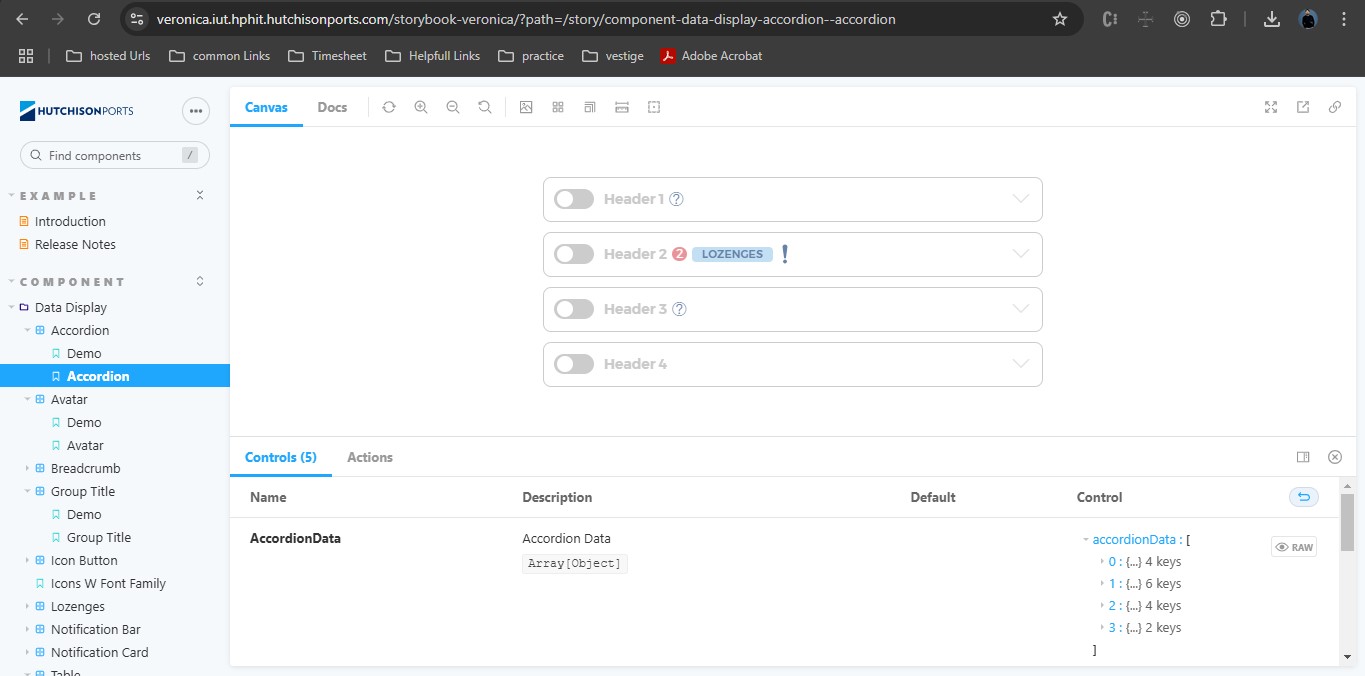 veronica.iut.hphit.hutchisonports.com/storybook-veronica/?path=/story/component-data-display-accordion--accordion
hosted Urls common Links Timesheet Helpfull Links practice vestige Adobe Acrobat
HUTCHISONPORTS
Find components /
EXAMPLE
Introduction
Release Notes
COMPONENT
Data Display
Accordion
Demo
Accordion
Avatar
Demo
Avatar
Breadcrumb
Group Title
Demo
Group Title
Icon Button
Icons W Font Family
Lozenges
Notification Bar
Notification Card
Table
Canvas Docs
Header 1 ?
Header 2 2 LOZENGES !
Header 3 ?
Header 4
Controls (5) Actions
Name Description Default Control
AccordionData Accordion Data accordionData : [ RAW
Array[Object] 0 : {...} 4 keys
1 : {...} 6 keys
2 : {...} 4 keys
3 : {...} 2 keys
]